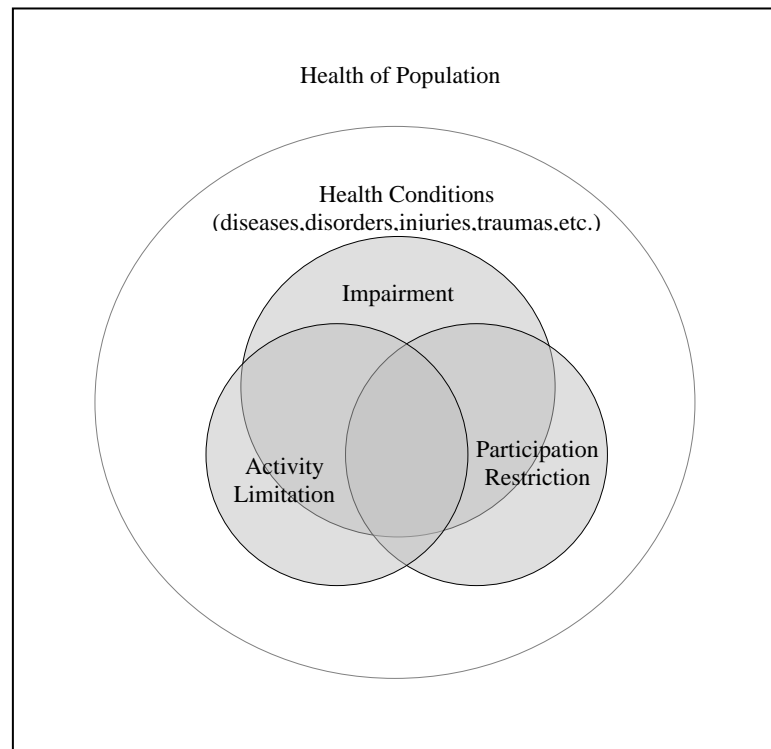 Health of Population
Health Conditions
(diseases,disorders,injuries,traumas,etc.)
Impairment
Activity
Limitation
Participation
Restriction